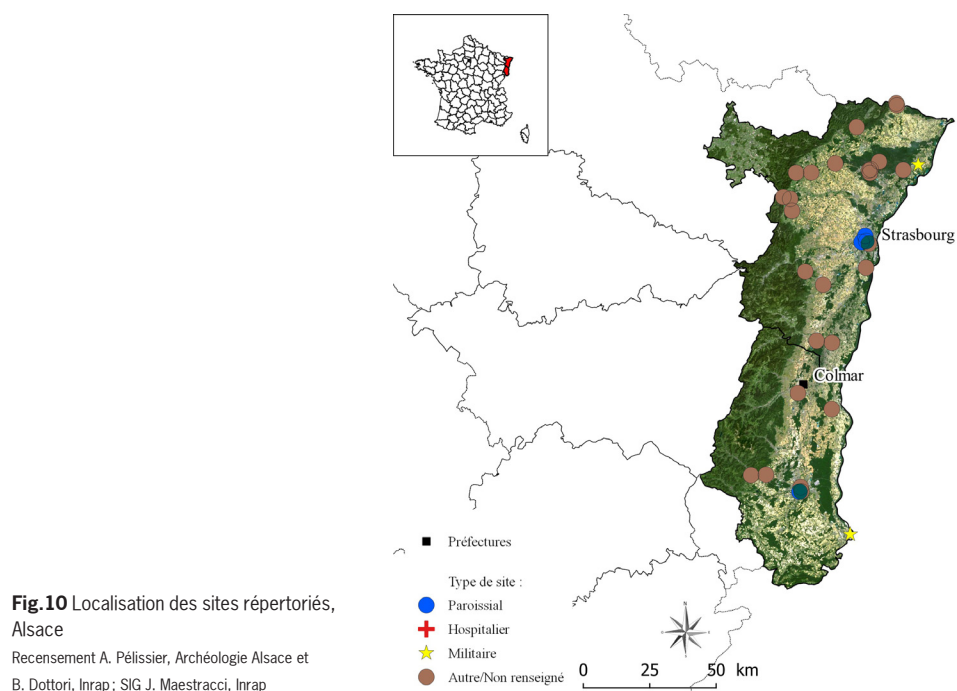 Strasbourg
Colmar
Préfectures
Type de site :
Paroissial
Hospitalier
Militaire
Autre/Non renseigné
N
0 25 50 km
Fig.10 Localisation des sites répertoriés,
Alsace
Recensement A. Pélissier, Archéologie Alsace et
B. Dottori, Inrap ; SIG J. Maestracci, Inrap